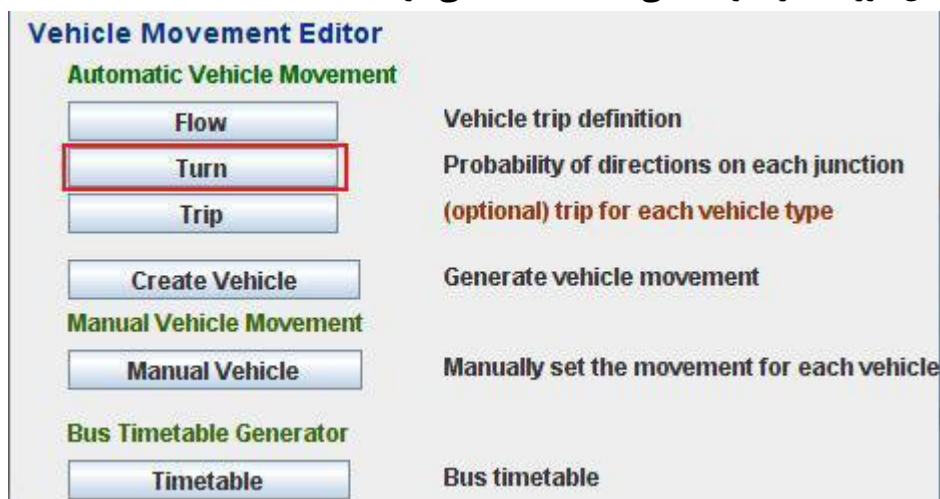 Vehicle Movement Editor
Automatic Vehicle Movement
Flow Vehicle trip definition
Turn Probability of directions on each junction
Trip (optional) trip for each vehicle type
Create Vehicle Generate vehicle movement
Manual Vehicle Movement
Manual Vehicle Manually set the movement for each vehicle
Bus Timetable Generator
Timetable Bus timetable